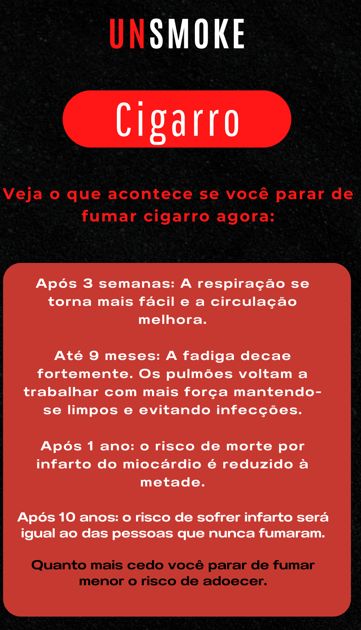 UNSMOKE
Cigarro
Veja o que acontece se você parar de
fumar cigarro agora:
Após 3 semanas: A respiração se
torna mais fácil e a circulação
melhora.
Até 9 meses: A fadiga decae
fortemente. Os pulmões voltam a
trabalhar com mais força mantendo-
se limpos e evitando infecções.
Após 1 ano: o risco de morte por
infarto do miocárdio é reduzido à
metade.
Após 10 anos: o risco de sofrer infarto será
igual ao das pessoas que nunca fumaram.
Quanto mais cedo você parar de fumar
menor o risco de adoecer.